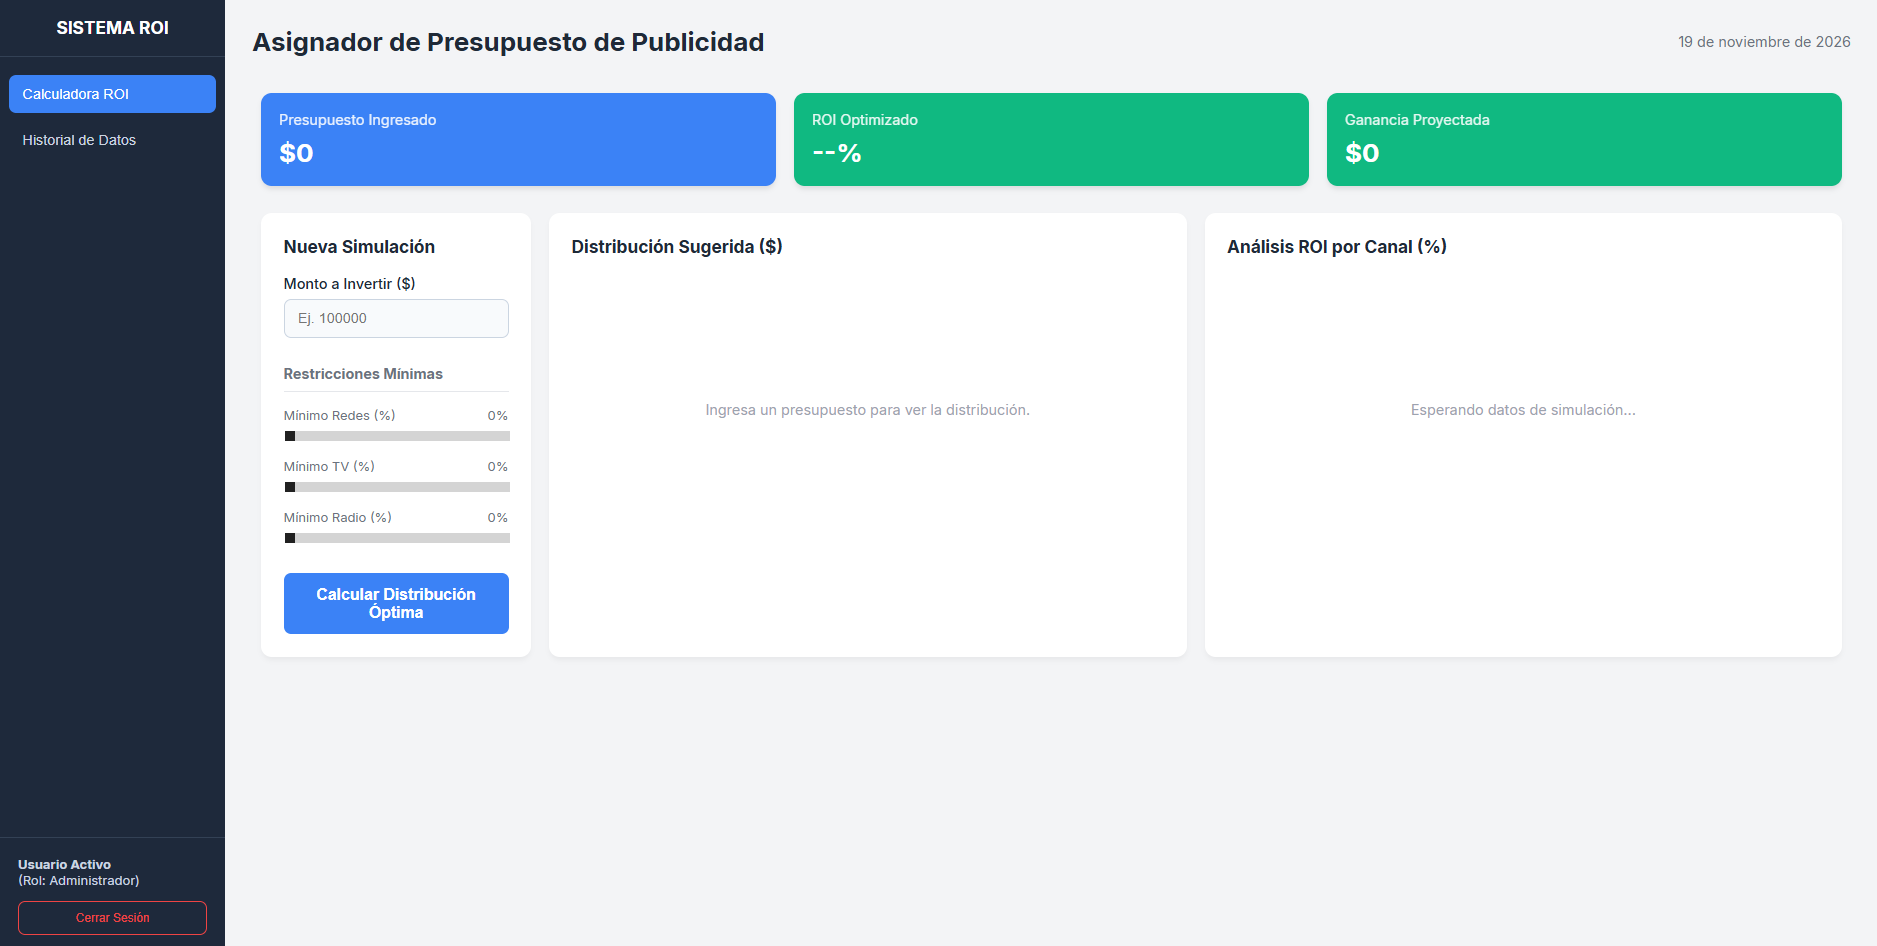 SISTEMA ROI
Calculadora ROI
Historial de Datos
Usuario Activo
(Rol: Administrador)
Cerrar Sesión
Asignador de Presupuesto de Publicidad
19 de noviembre de 2026
Presupuesto Ingresado
$0
ROI Optimizado
--%
Ganancia Proyectada
$0
Nueva Simulación
Monto a Invertir ($)
Ej. 100000
Restricciones Mínimas
Mínimo Redes (%) 0%
Mínimo TV (%) 0%
Mínimo Radio (%) 0%
Calcular Distribución
Óptima
Distribución Sugerida ($)
Ingresa un presupuesto para ver la distribución.
Análisis ROI por Canal (%)
Esperando datos de simulación...